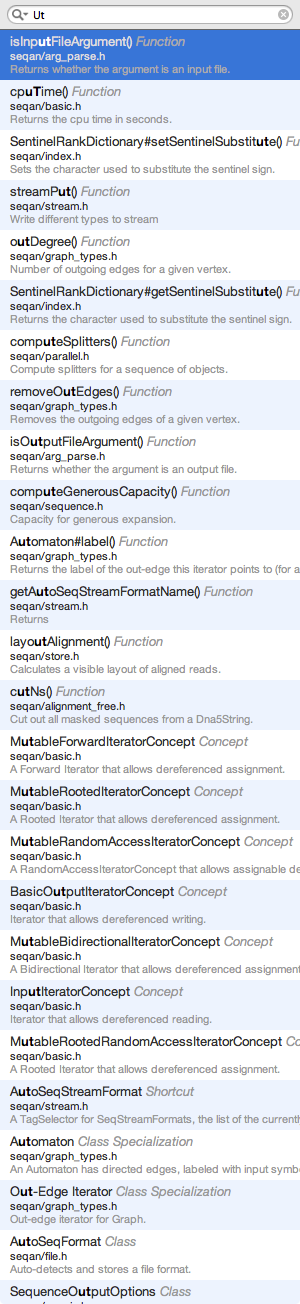 Ut
isInputFileArgument() Function
seqan/arg_parse.h
Returns whether the argument is an input file.
cpuTime() Function
seqan/basic.h
Returns the cpu time in seconds.
SentinelRankDictionary#setSentinelSubstitute() Fu
seqan/index.h
Sets the character used to substitute the sentinel sign.
streamPut() Function
seqan/stream.h
Write different types to stream
outDegree() Function
seqan/graph_types.h
Number of outgoing edges for a given vertex.
SentinelRankDictionary#getSentinelSubstitute() Fu
seqan/index.h
Returns the character used to substitute the sentinel sign.
computeSplitters() Function
seqan/parallel.h
Compute splitters for a sequence of objects.
removeOutEdges() Function
seqan/graph_types.h
Removes the outgoing edges of a given vertex.
isOutputFileArgument() Function
seqan/arg_parse.h
Returns whether the argument is an output file.
computeGenerousCapacity() Function
seqan/sequence.h
Capacity for generous expansion.
Automaton#label() Function
seqan/graph_types.h
Returns the label of the out-edge this iterator points to (for a
getAutoSeqStreamFormatName() Function
seqan/stream.h
Returns
layoutAlignment() Function
seqan/store.h
Calculates a visible layout of aligned reads.
cutNs() Function
seqan/alignment_free.h
Cut out all masked sequences from a Dna5String.
MutableForwardIteratorConcept Concept
seqan/basic.h
A Forward Iterator that allows dereferenced assignment.
MutableRootedIteratorConcept Concept
seqan/basic.h
A Rooted Iterator that allows dereferenced assignment.
MutableRandomAccessIteratorConcept Concept
seqan/basic.h
A RandomAccessIteratorConcept that allows assignable de
BasicOutputIteratorConcept Concept
seqan/basic.h
Iterator that allows dereferenced writing.
MutableBidirectionalIteratorConcept Concept
seqan/basic.h
A Bidirectional Iterator that allows dereferenced assignment
InputIteratorConcept Concept
seqan/basic.h
Iterator that allows dereferenced reading.
MutableRootedRandomAccessIteratorConcept Co
seqan/basic.h
A Rooted Iterator that allows dereferenced assignment.
AutoSeqStreamFormat Shortcut
seqan/stream.h
A TagSelector for SeqStreamFormats, the list of the current
Automaton Class Specialization
seqan/graph_types.h
An Automaton has directed edges, labeled with input symb
Out-Edge Iterator Class Specialization
seqan/graph_types.h
Out-edge iterator for Graph.
AutoSeqFormat Class
seqan/file.h
Auto-detects and stores a file format.
SequenceOutputOptions Class